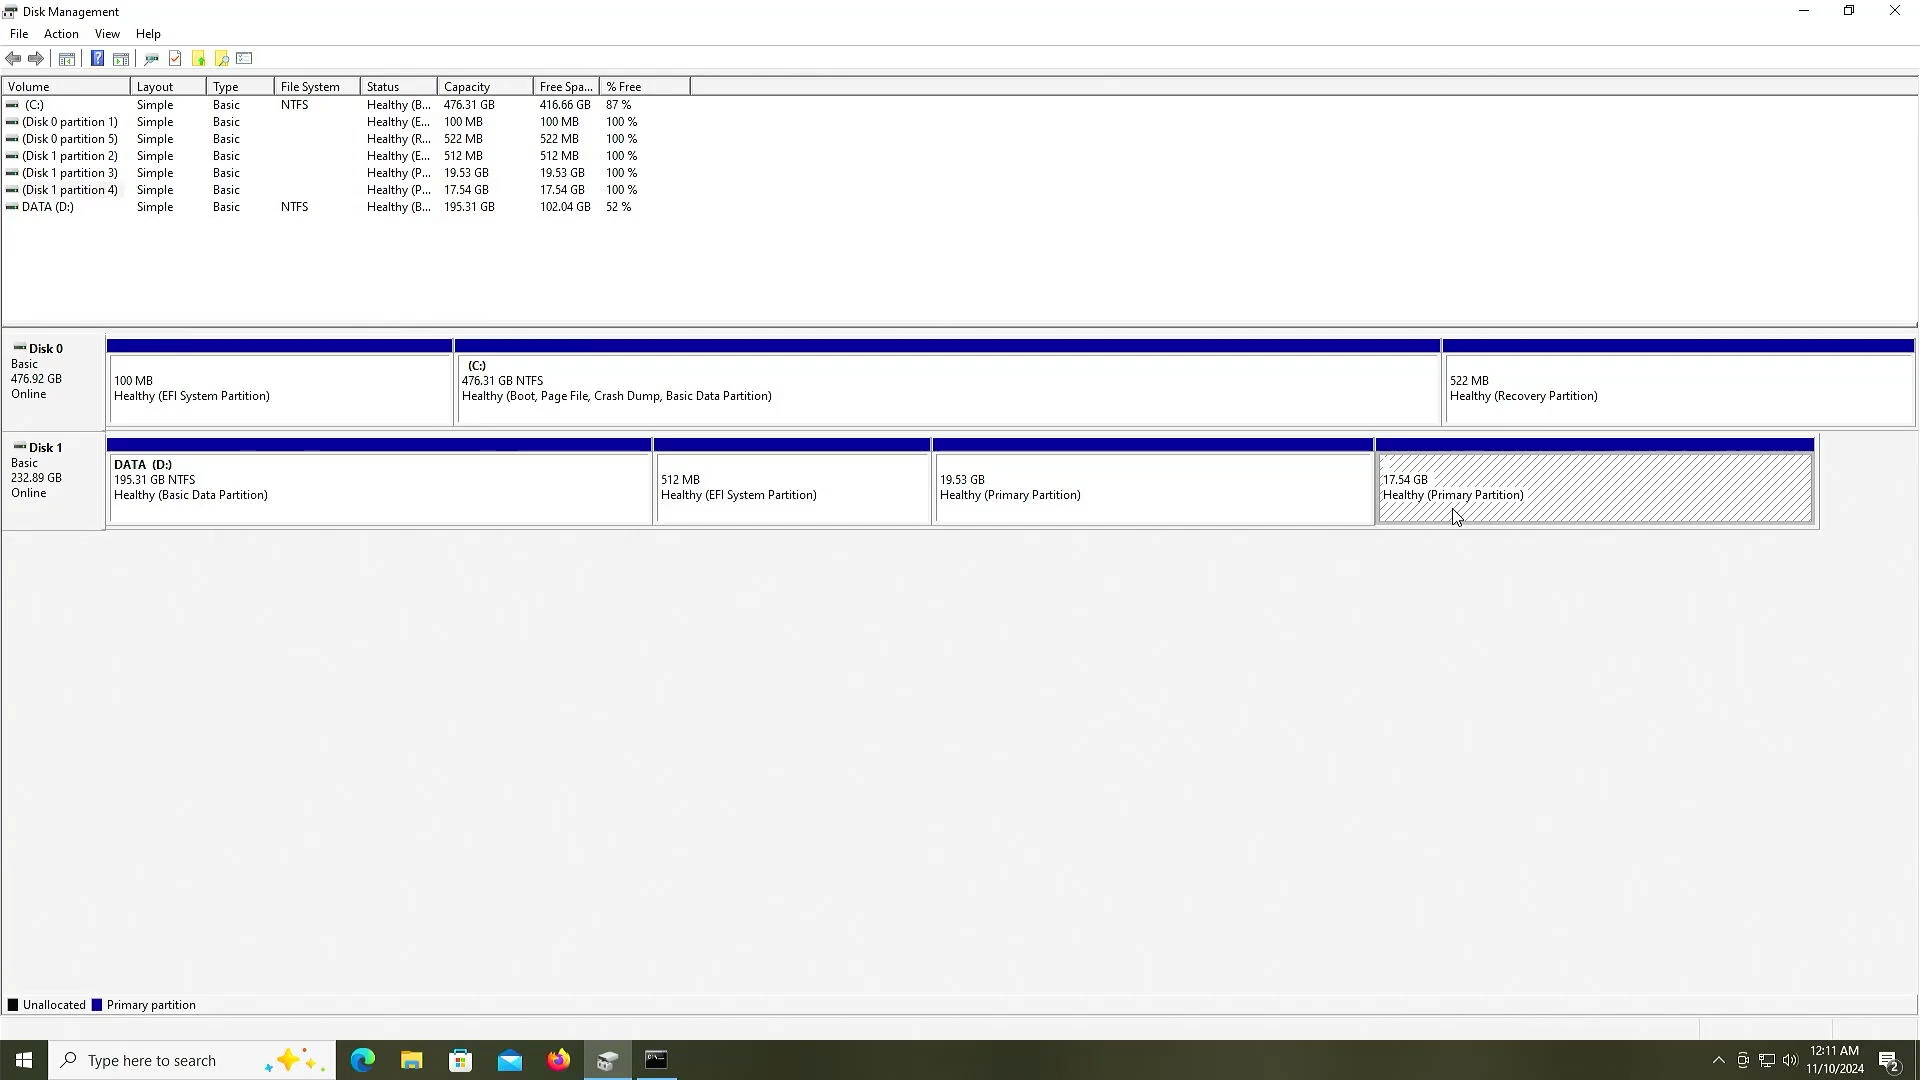 Disk Management
File Action View Help
Volume Layout Type File System Status Capacity Free Spa... % Free
(C:) Simple Basic NTFS Healthy (B... 476.31 GB 416.66 GB 87 %
(Disk 0 partition 1) Simple Basic Healthy (E... 100 MB 100 MB 100 %
(Disk 0 partition 5) Simple Basic Healthy (R... 522 MB 522 MB 100 %
(Disk 1 partition 2) Simple Basic Healthy (E... 512 MB 512 MB 100 %
(Disk 1 partition 3) Simple Basic Healthy (P... 19.53 GB 19.53 GB 100 %
(Disk 1 partition 4) Simple Basic Healthy (P... 17.54 GB 17.54 GB 100 %
DATA (D:) Simple Basic NTFS Healthy (B... 195.31 GB 102.04 GB 52 %
Disk 0
Basic
476.92 GB
Online
100 MB
Healthy (EFI System Partition)
(C:)
476.31 GB NTFS
Healthy (Boot, Page File, Crash Dump, Basic Data Partition)
522 MB
Healthy (Recovery Partition)
Disk 1
Basic
232.89 GB
Online
DATA (D:)
195.31 GB NTFS
Healthy (Basic Data Partition)
512 MB
Healthy (EFI System Partition)
19.53 GB
Healthy (Primary Partition)
17.54 GB
Healthy (Primary Partition)
Unallocated Primary partition
Type here to search
12:11 AM
11/10/2024
2